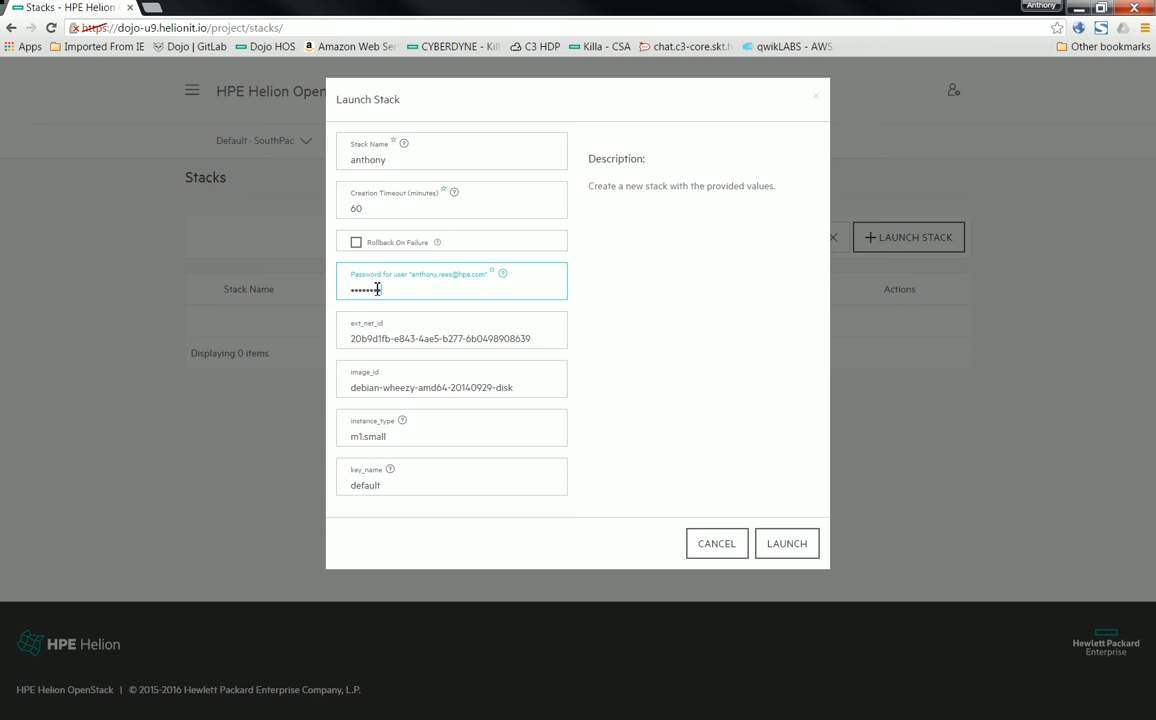 Stacks - HPE Helion
Anthony
https://dojo-u9.helionit.io/project/stacks/
Apps Imported From IE Dojo | GitLab Dojo HOS Amazon Web Ser CYBERDYNE - Kil C3 HDP Killa - CSA chat.c3-core.skt.h qwikLABS - AWS Other bookmarks
HPE Helion Open
Launch Stack
Default - SouthPac
Stacks
Stack Name
anthony
Description:
Create a new stack with the provided values.
Creation Timeout (minutes)
60
Rollback On Failure
LAUNCH STACK
Password for user "anthony.rees@hpe.com"
Stack Name
Actions
ext_net_id
20b9d1fb-e843-4ae5-b277-6b0498908639
Displaying 0 items
image_id
debian-wheezy-amd64-20140929-disk
instance_type
m1.small
key_name
default
CANCEL
LAUNCH
HPE Helion
Hewlett Packard
Enterprise
HPE Helion OpenStack | © 2015-2016 Hewlett Packard Enterprise Company, L.P.